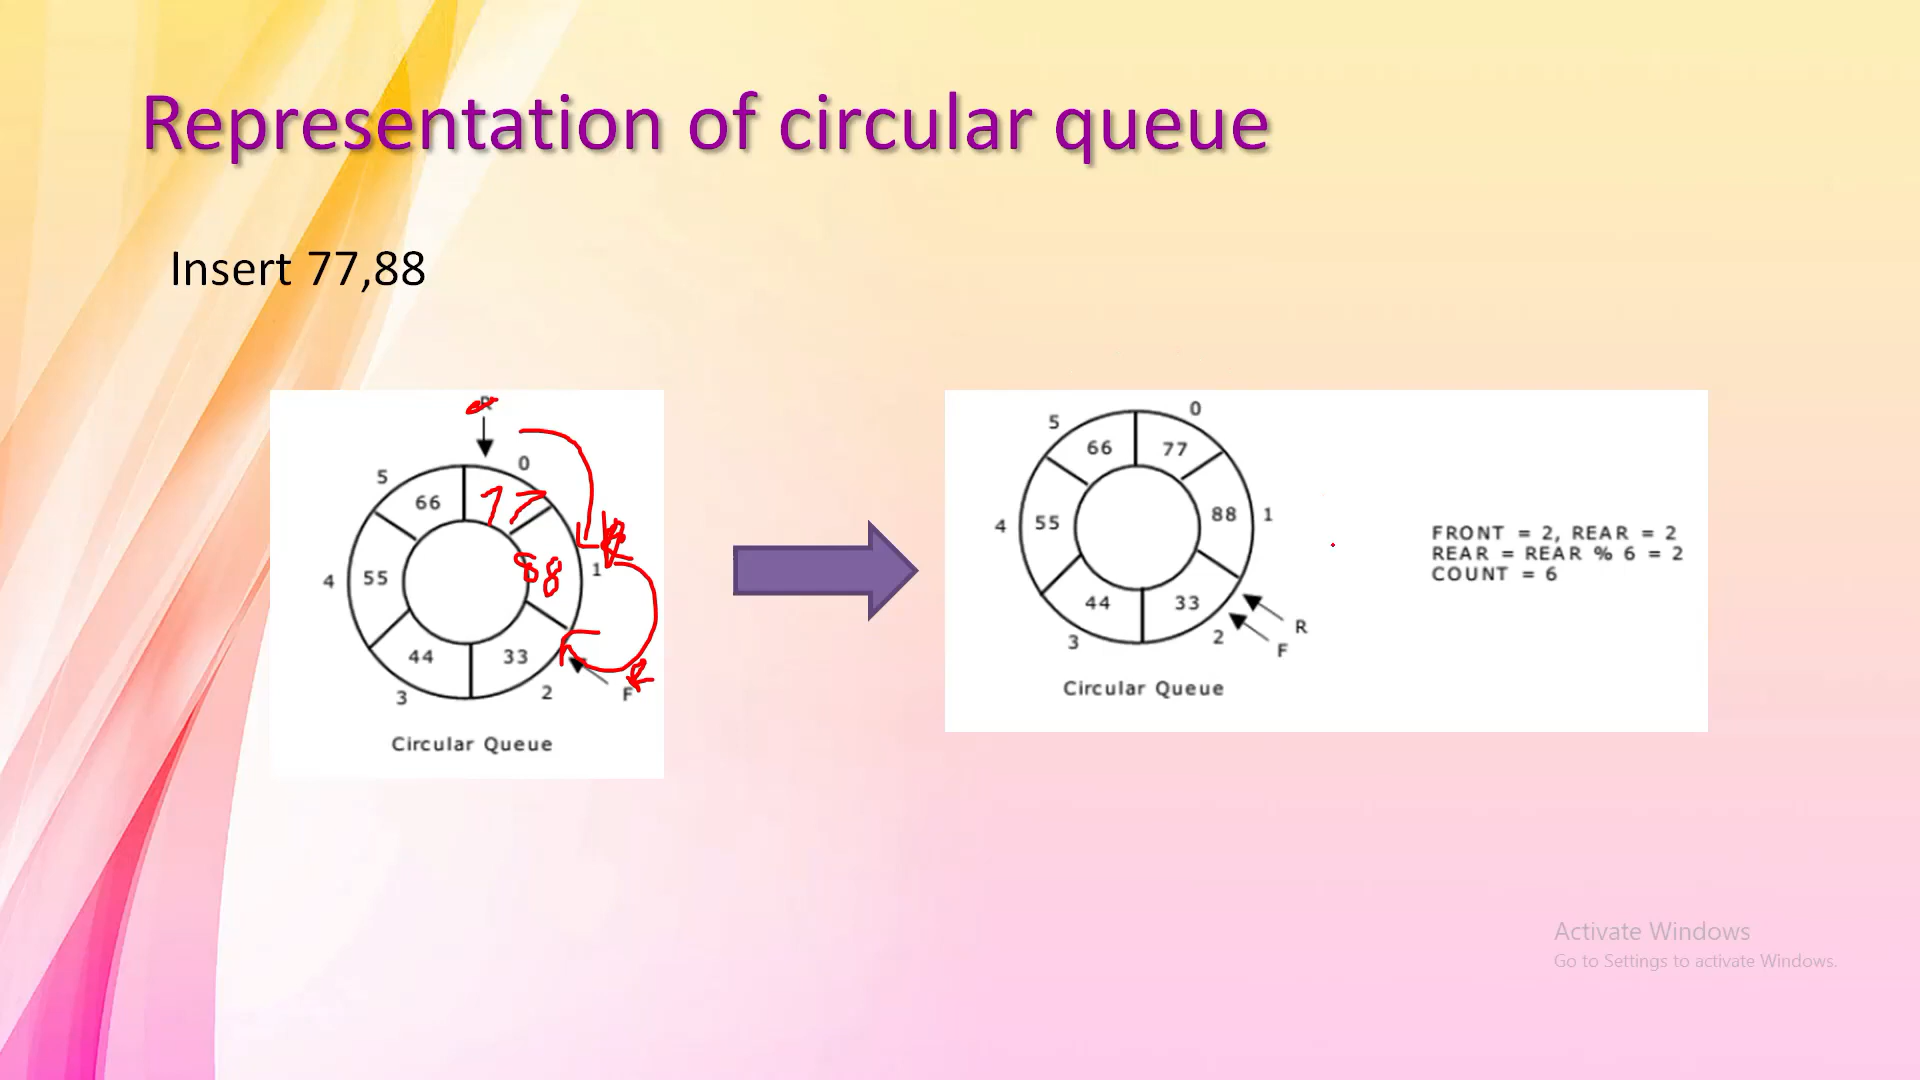 Representation of circular queue
Insert 77,88
R
0
5
66
77
4
55
88
1
44
33
3
2
F
R
Circular Queue
0
5
66
77
4
55
88
1
44
33
3
2
R
F
Circular Queue
FRONT = 2, REAR = 2
REAR = REAR % 6 = 2
COUNT = 6
Activate Windows
Go to Settings to activate Windows.